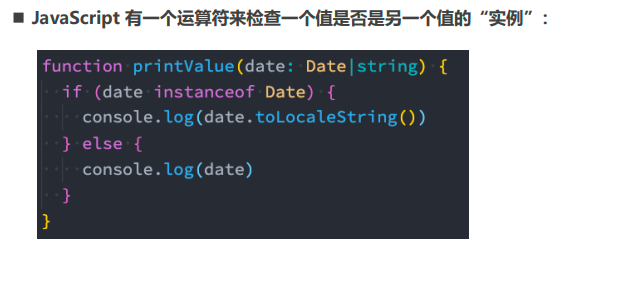 ■ JavaScript 有一个运算符来检查一个值是否是另一个值的“实例”：
function printValue(date: Date|string) {
  if (date instanceof Date) {
    console.log(date.toLocaleString())
  } else {
    console.log(date)
  }
}